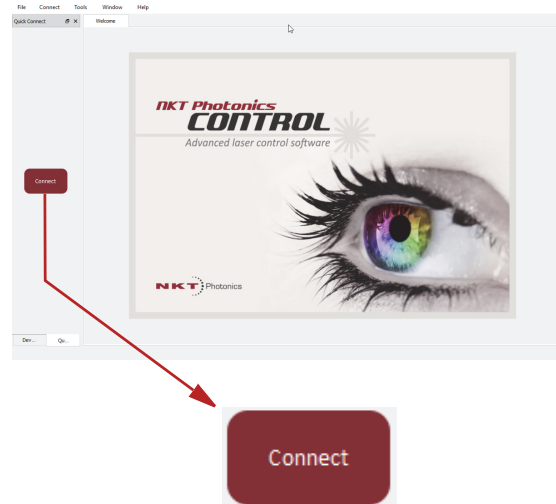 File Connect Tools Window Help
Quick Connect
Welcome
NKT Photonics
CONTROL
Advanced laser control software
Connect
NKT Photonics
Dev... Qu...
Connect